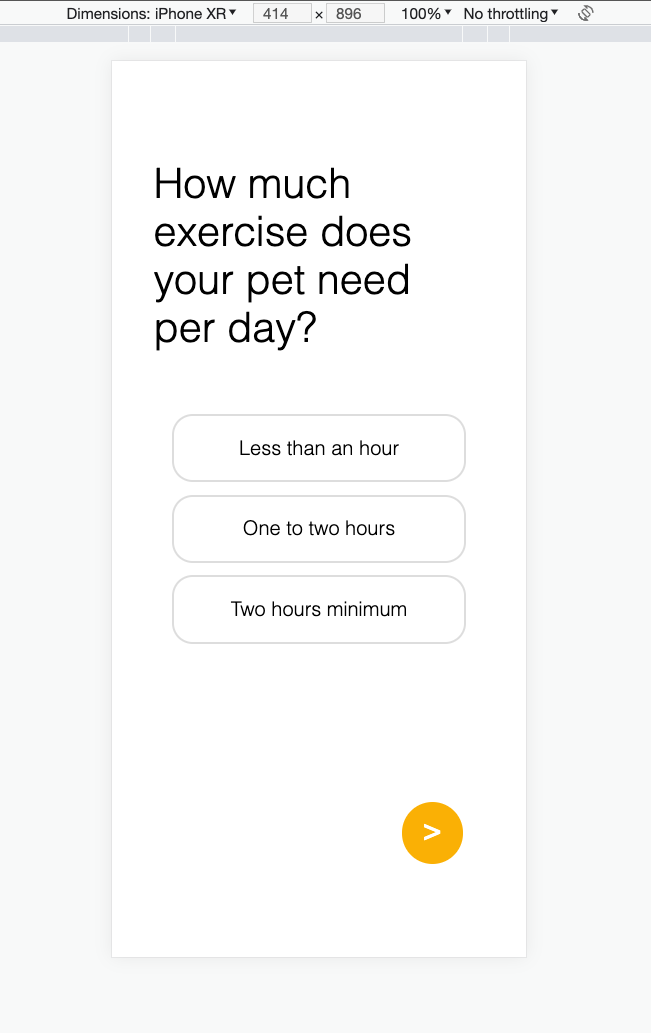 Dimensions: iPhone XR▼ 414 × 896 100%▼ No throttling▼
How much
exercise does
your pet need
per day?
Less than an hour
One to two hours
Two hours minimum
>